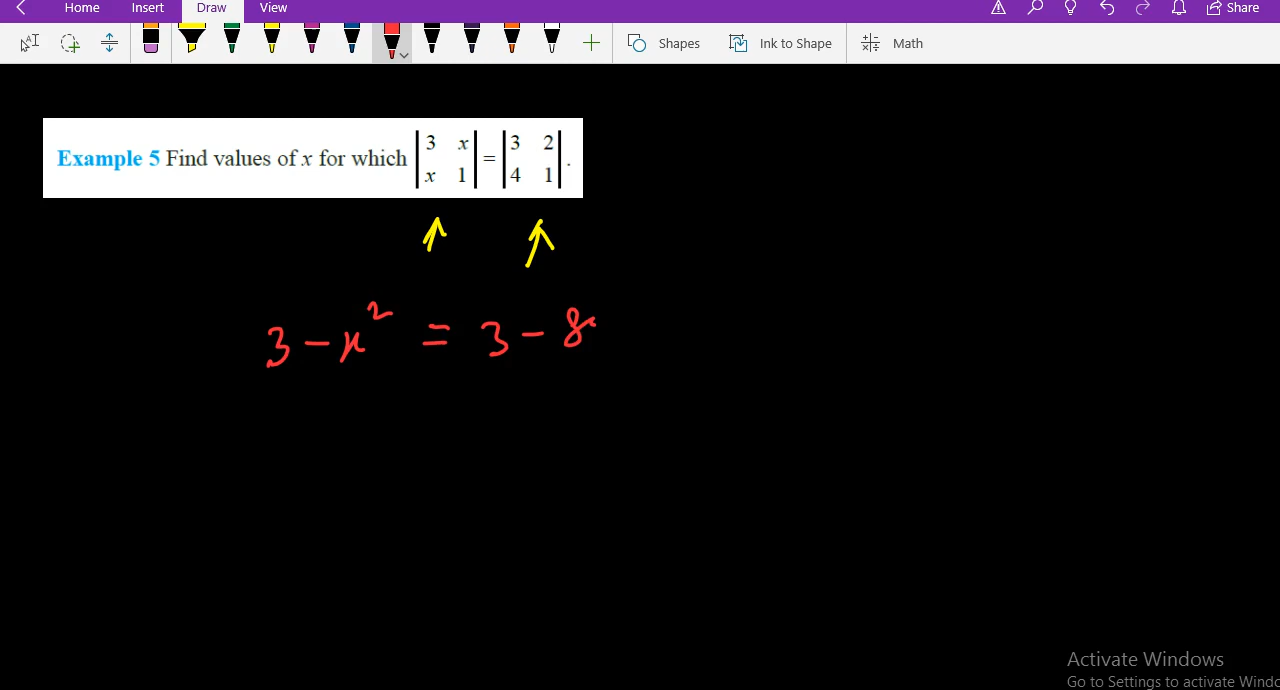 Home Insert Draw View Share
Shapes Ink to Shape Math
Example 5 Find values of x for which |3 x; x 1| = |3 2; 4 1|.
3 - x² = 3 - 8
Activate Windows
Go to Settings to activate Windo